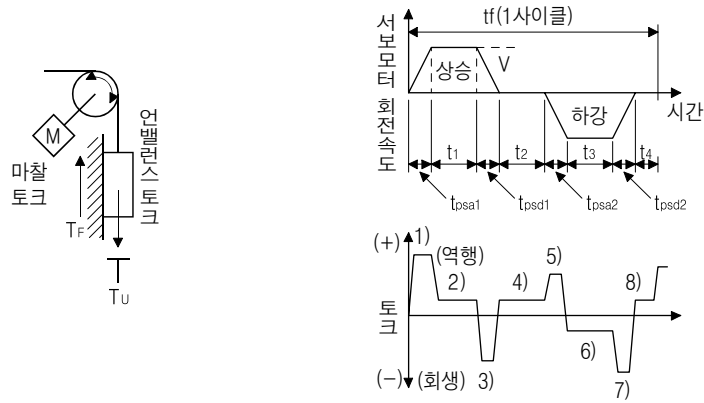 M
마찰
토크
TF
언밸런스 토크
TU
서보모터 회전속도
tf(1사이클)
상승
V
하강
시간
t1
t2
t3
t4
tpsa1
tpsd1
tpsa2
tpsd2
토크
(+)
(-)
1)
(역행)
2)
3)
(회생)
4)
5)
6)
7)
8)